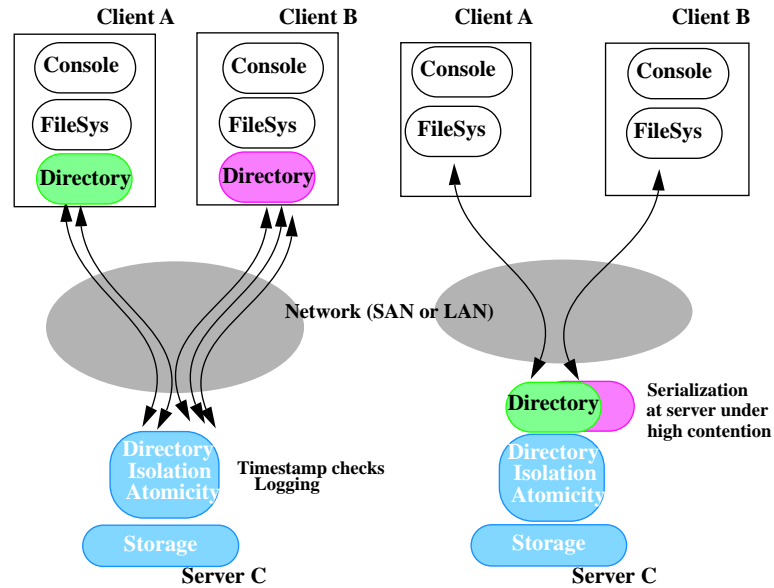 Client A
Client B
Console
FileSys
Directory
Console
FileSys
Directory
Client A
Client B
Console
FileSys
Console
FileSys
Network (SAN or LAN)
Directory
Isolation
Atomicity
Timestamp checks
Logging
Storage
Server C
Directory
Serialization
at server under
high contention
Directory
Isolation
Atomicity
Storage
Server C